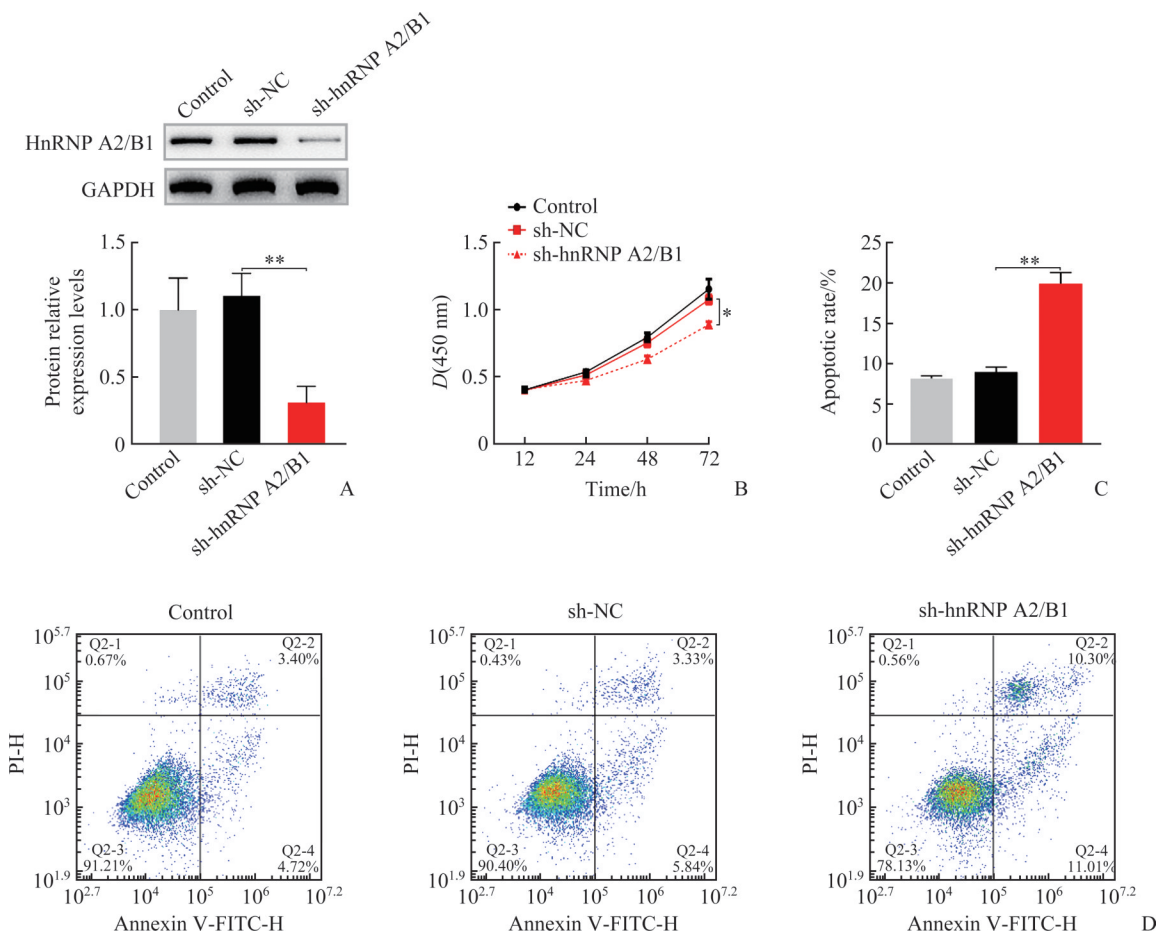 Control
sh-NC
sh-hnRNP A2/B1
HnRNP A2/B1
GAPDH
Protein relative
expression levels
1.5
1.0
0.5
0
**
Control
sh-NC
sh-hnRNP A2/B1
A
Control
sh-NC
sh-hnRNP A2/B1
D(450 nm)
1.5
1.0
0.5
0
*
12 24 48 72
Time/h
B
Apoptotic rate/%
25
20
15
10
5
0
**
Control
sh-NC
sh-hnRNP A2/B1
C
Control
PI-H
10^5.7
10^5
10^4
10^3
10^1.9
Q2-1
0.67%
Q2-2
3.40%
Q2-3
91.21%
Q2-4
4.72%
10^2.7 10^4 10^5 10^6 10^7.2
Annexin V-FITC-H
sh-NC
PI-H
10^5.7
10^5
10^4
10^3
10^1.9
Q2-1
0.43%
Q2-2
3.33%
Q2-3
90.40%
Q2-4
5.84%
10^2.7 10^4 10^5 10^6 10^7.2
Annexin V-FITC-H
sh-hnRNP A2/B1
PI-H
10^5.7
10^5
10^4
10^3
10^1.9
Q2-1
0.56%
Q2-2
10.30%
Q2-3
78.13%
Q2-4
11.01%
10^2.7 10^4 10^5 10^6 10^7.2
Annexin V-FITC-H
D